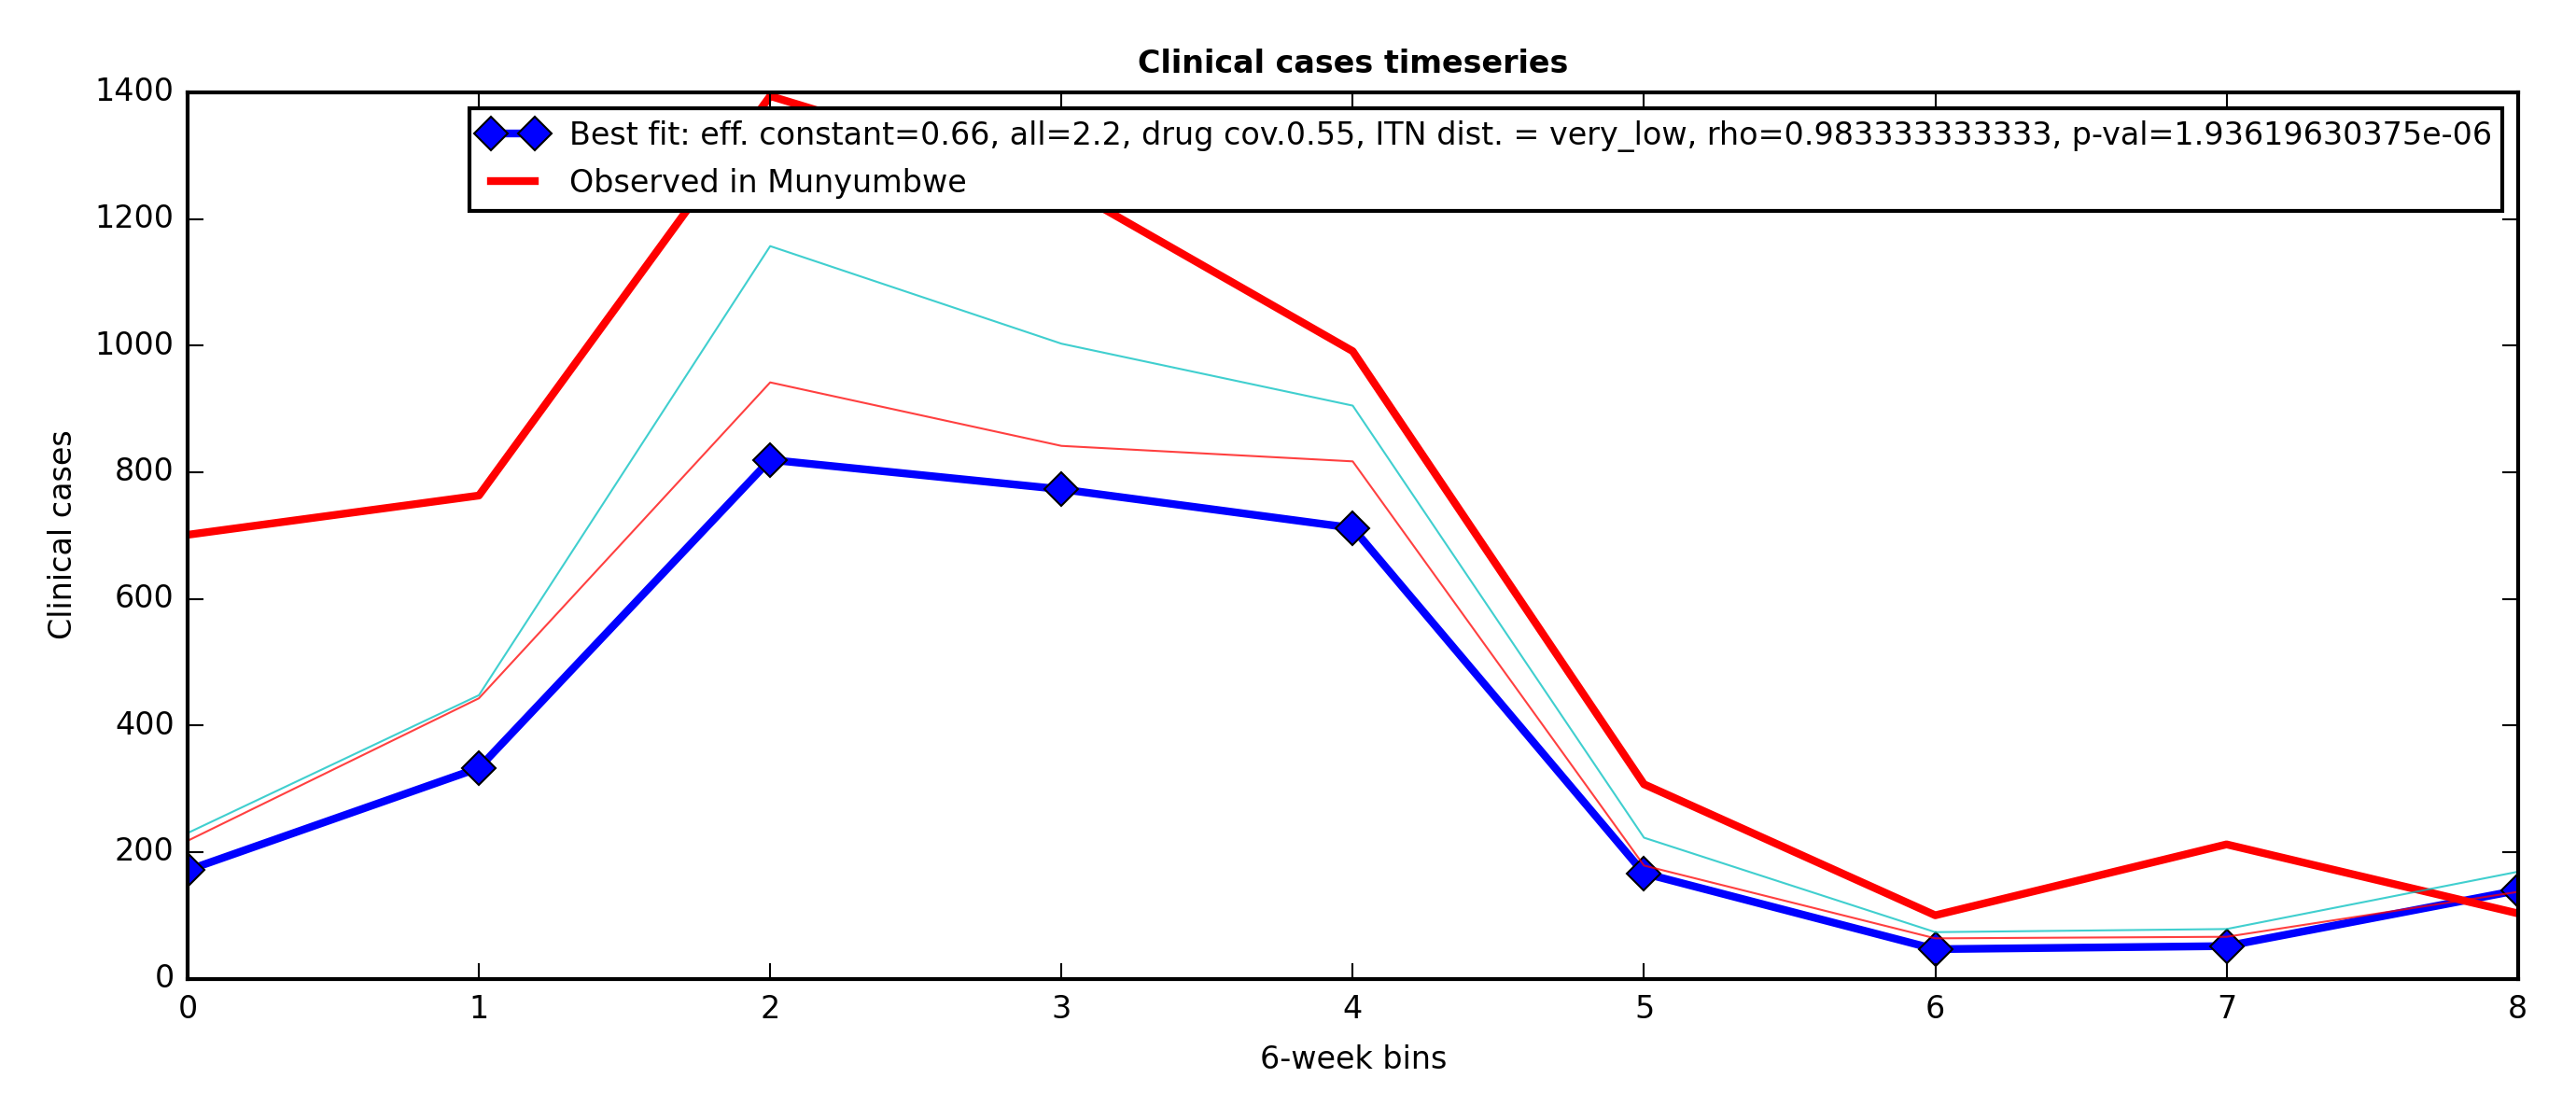 Clinical cases timeseries
1400
1200
1000
800
600
400
200
0
Clinical cases
Best fit: eff. constant=0.66, all=2.2, drug cov.0.55, ITN dist. = very_low, rho=0.983333333333, p-val=1.93619630375e-06
Observed in Munyumbwe
0 1 2 3 4 5 6 7 8
6-week bins